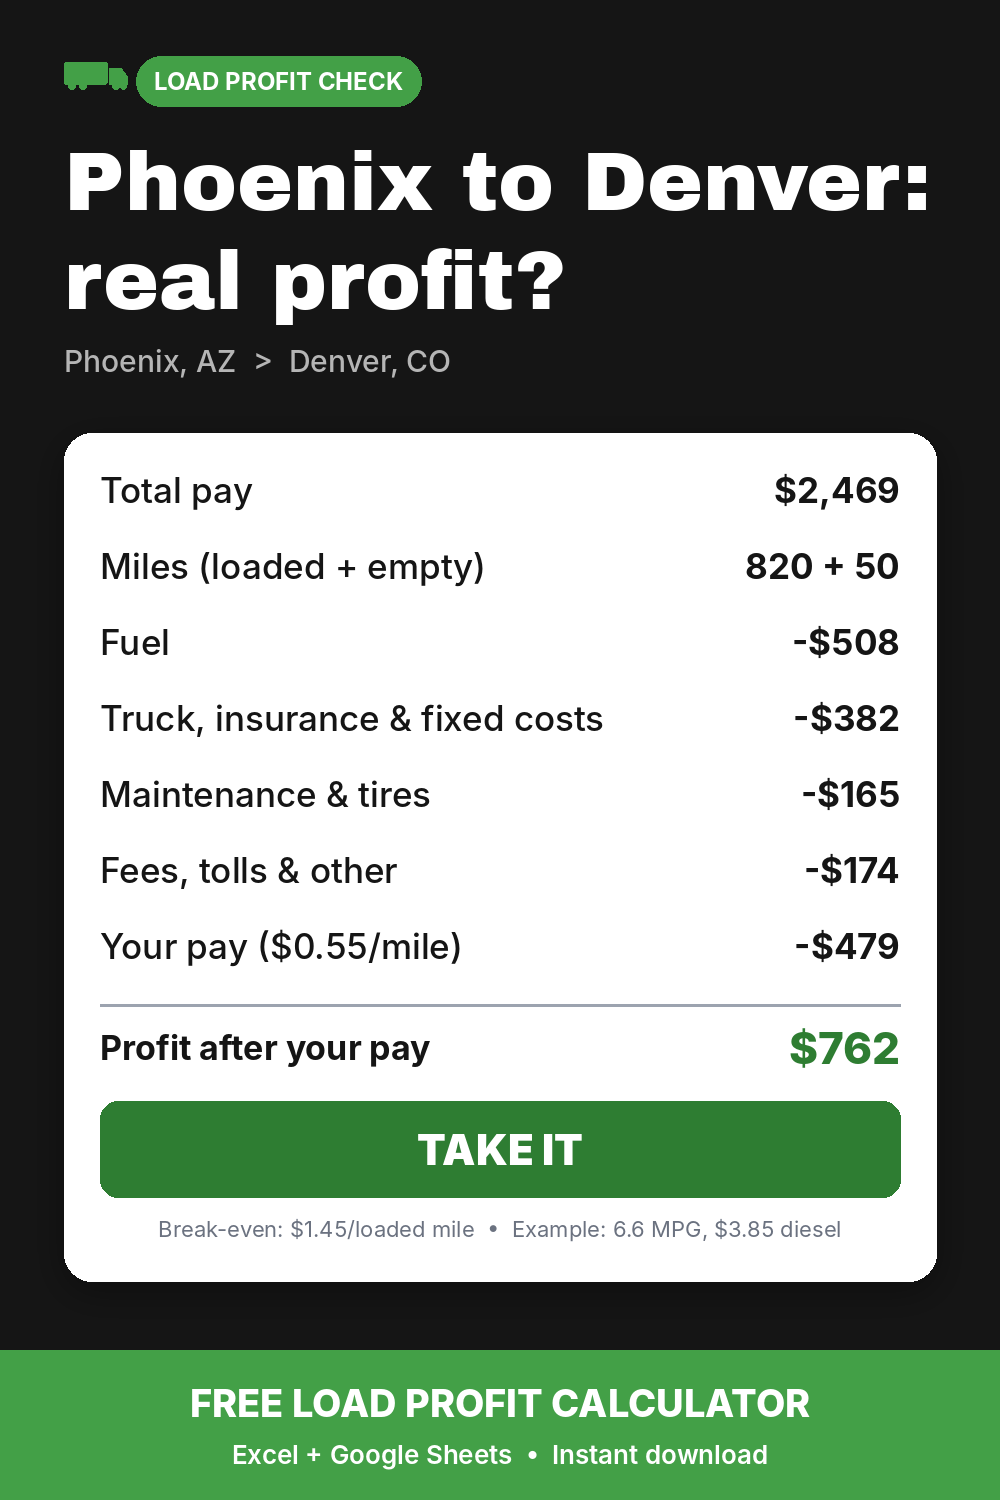 LOAD PROFIT CHECK
Phoenix to Denver:
real profit?
Phoenix, AZ > Denver, CO
Total pay $2,469
Miles (loaded + empty) 820 + 50
Fuel -$508
Truck, insurance & fixed costs -$382
Maintenance & tires -$165
Fees, tolls & other -$174
Your pay ($0.55/mile) -$479
Profit after your pay $762
TAKE IT
Break-even: $1.45/loaded mile • Example: 6.6 MPG, $3.85 diesel
FREE LOAD PROFIT CALCULATOR
Excel + Google Sheets • Instant download